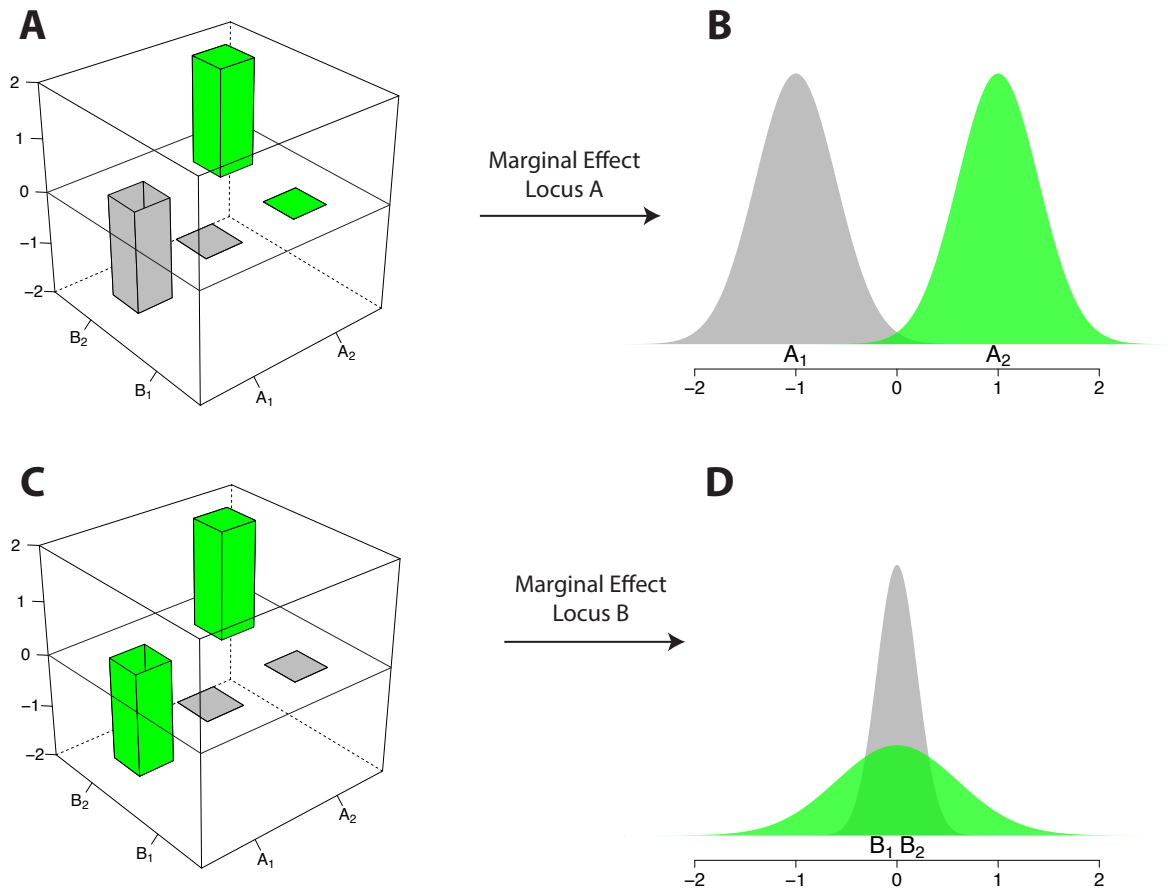 A
2
1
0
−1
−2
B₂
B₁
A₁
A₂
Marginal Effect
Locus A
B
A₁
A₂
−2
−1
0
1
2
C
2
1
0
−1
−2
B₂
B₁
A₁
A₂
Marginal Effect
Locus B
D
B₁ B₂
−2
−1
0
1
2